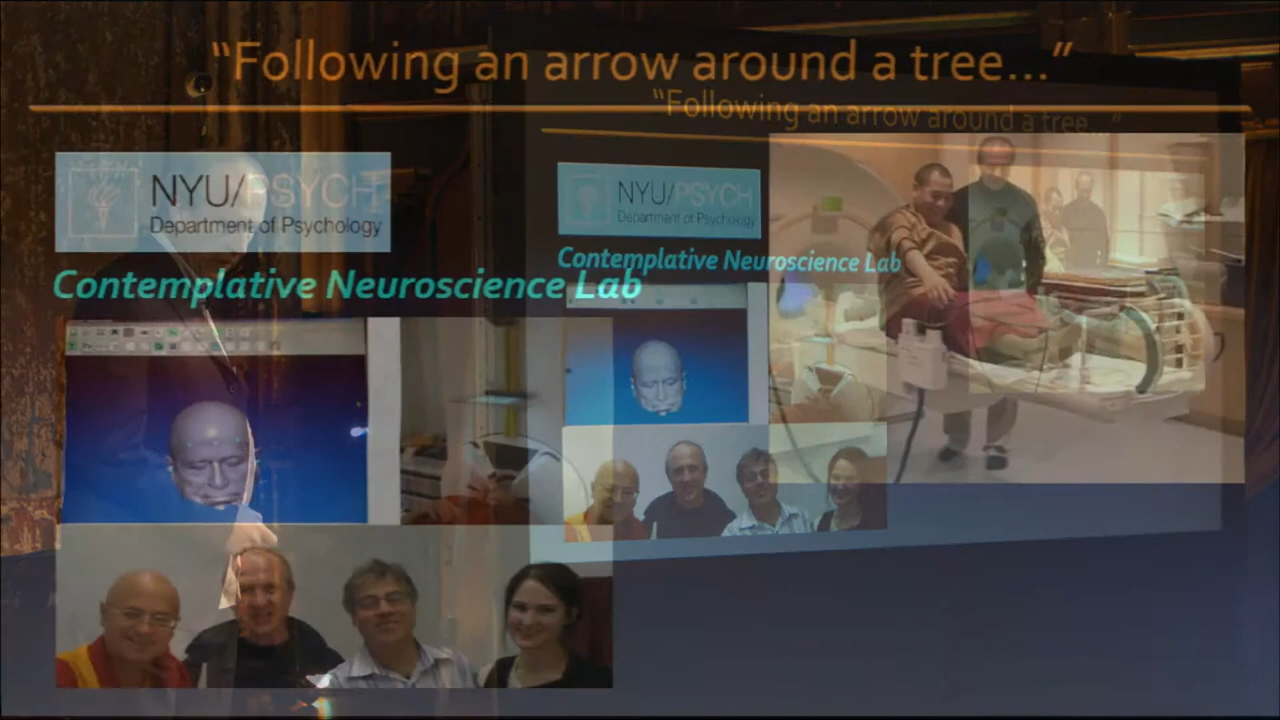 “Following an arrow around a tree...”
“Following an arrow around a tree...”
NYU/PSYCH
Department of Psychology
NYU/PSYCH
Department of Psychology
Contemplative Neuroscience Lab
Contemplative Neuroscience Lab